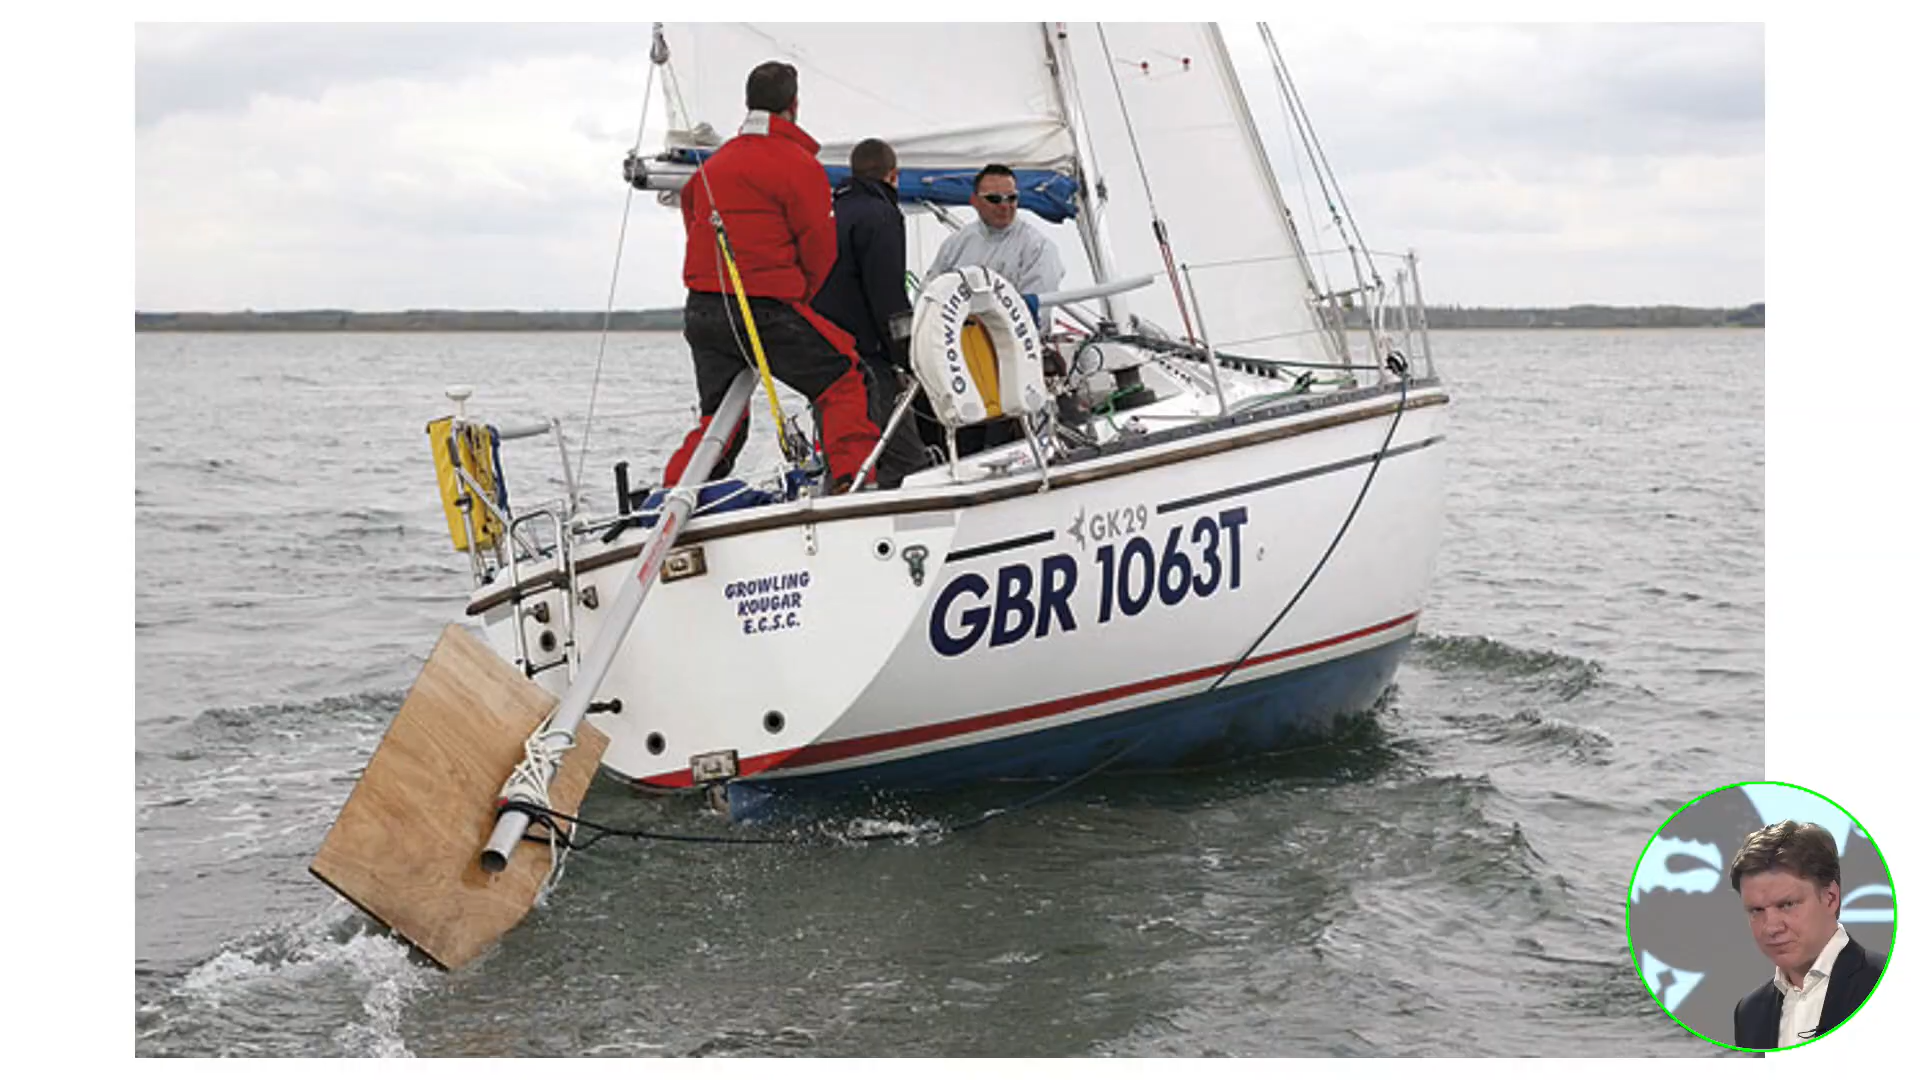 Growling Kougar
GK29
GBR 1063T
GROWLING
KOUGAR
E.C.S.C.